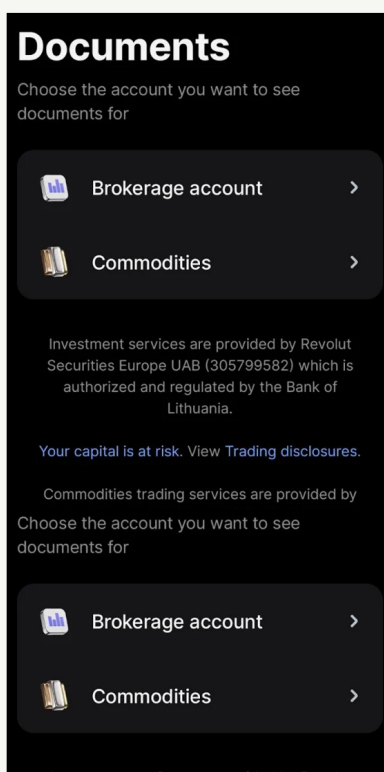 Documents
Choose the account you want to see
documents for
Brokerage account
Commodities
Investment services are provided by Revolut
Securities Europe UAB (305799582) which is
authorized and regulated by the Bank of
Lithuania.
Your capital is at risk. View Trading disclosures.
Commodities trading services are provided by
Choose the account you want to see
documents for
Brokerage account
Commodities